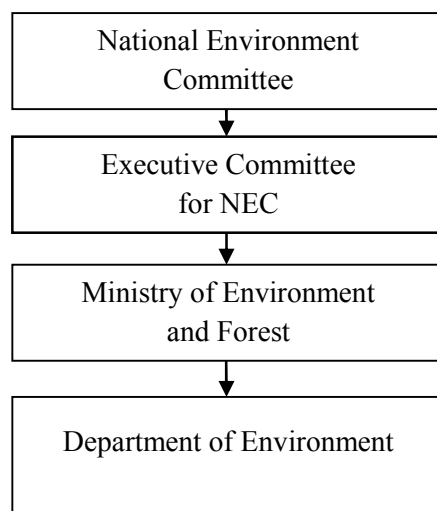 National Environment
Committee
Executive Committee
for NEC
Ministry of Environment
and Forest
Department of Environment